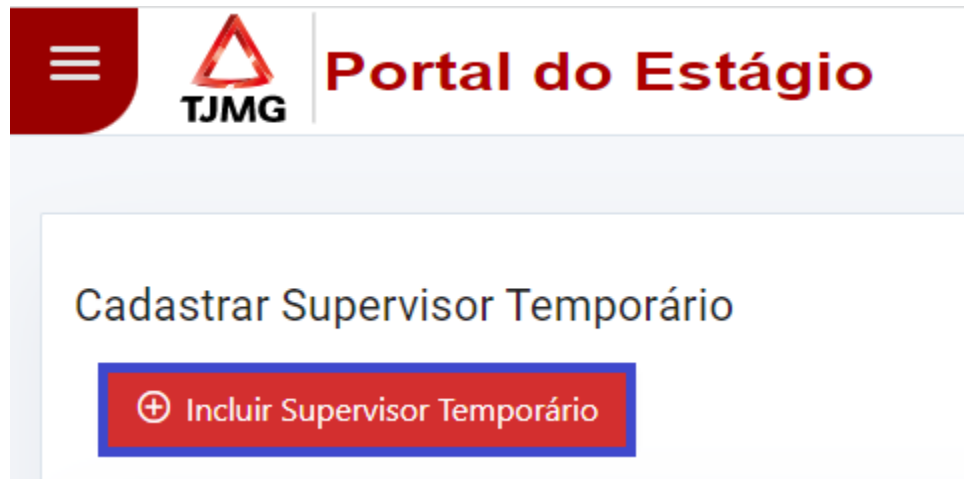 TJMG
Portal do Estágio
Cadastrar Supervisor Temporário
Incluir Supervisor Temporário